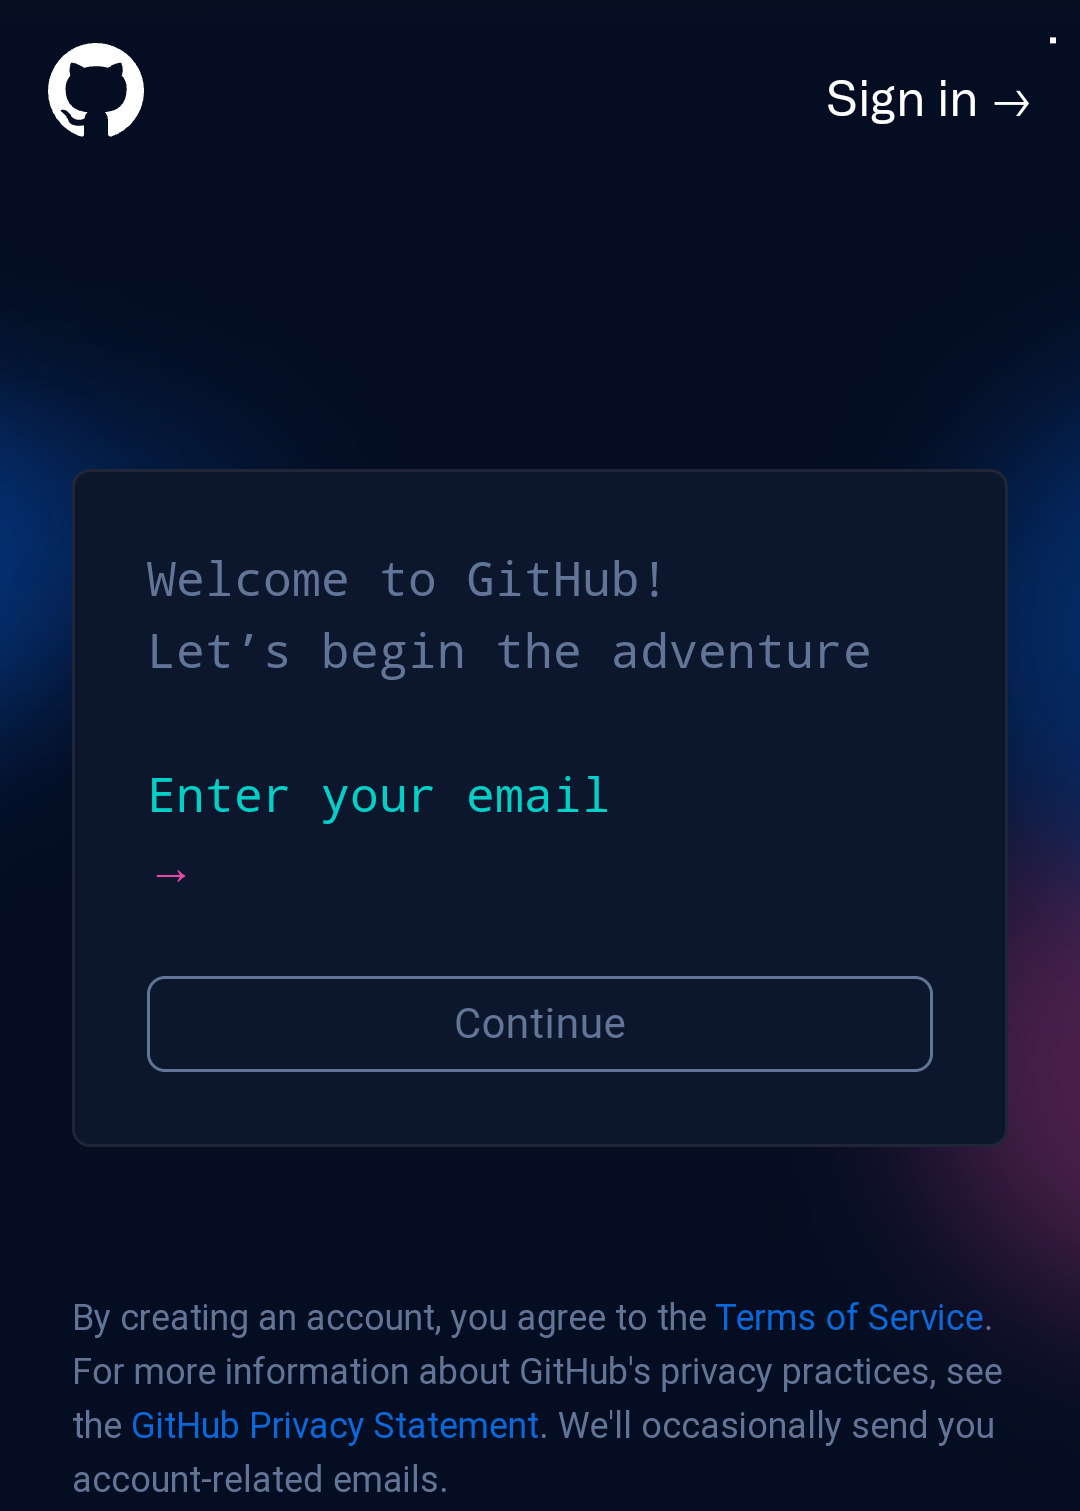 Sign in →
Welcome to GitHub!
Let’s begin the adventure
Enter your email
→
Continue
By creating an account, you agree to the Terms of Service.
For more information about GitHub's privacy practices, see
the GitHub Privacy Statement. We'll occasionally send you
account-related emails.